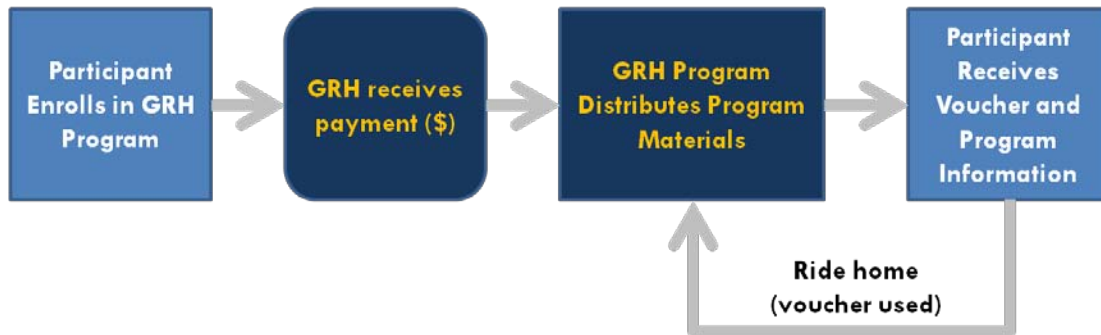 Participant
Enrolls in GRH
Program
GRH receives
payment ($)
GRH Program
Distributes Program
Materials
Participant
Receives
Voucher and
Program
Information
Ride home
(voucher used)